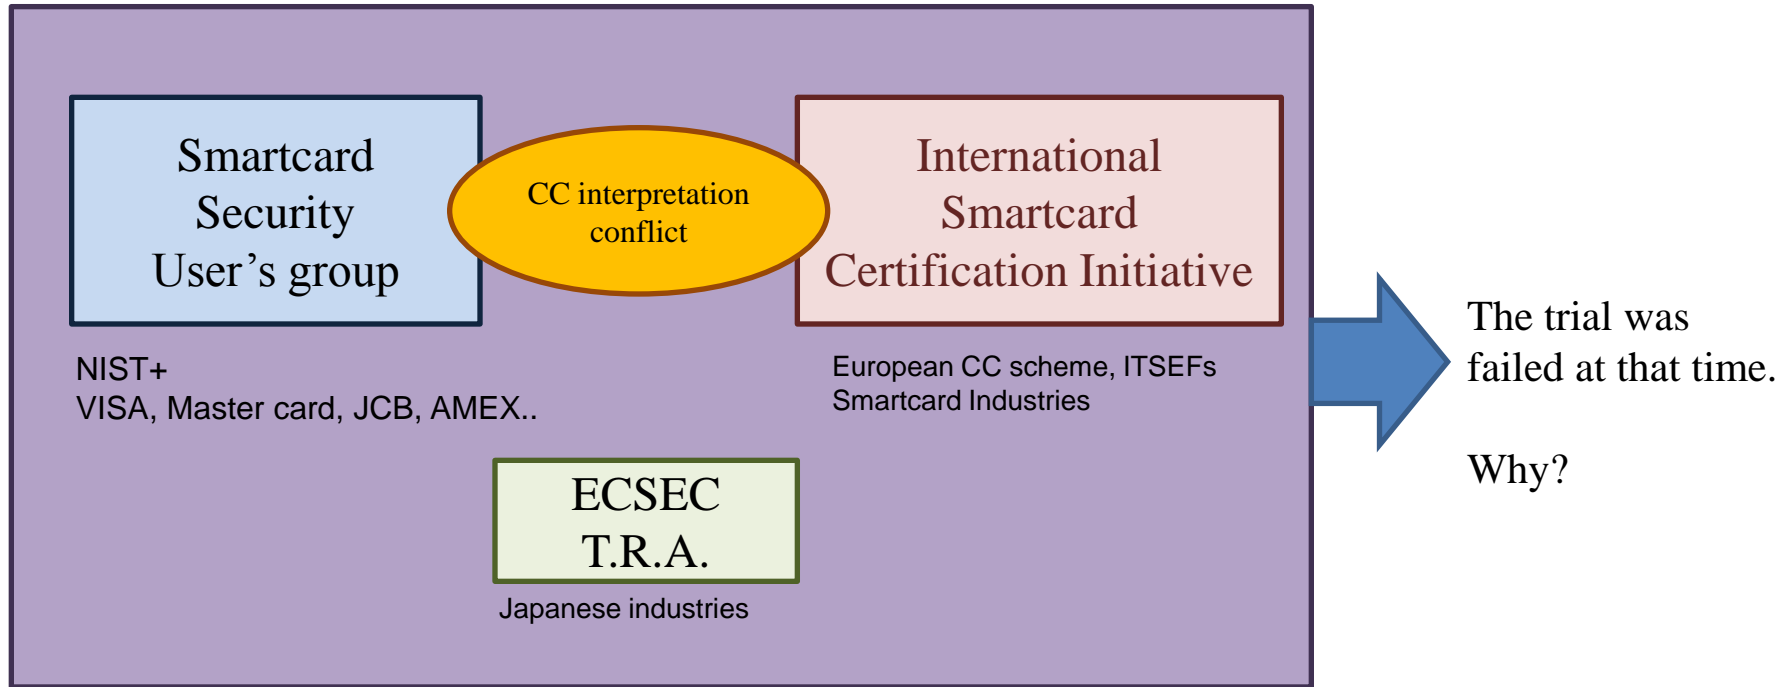 Smartcard
Security
User’s group
CC interpretation
conflict
International
Smartcard
Certification Initiative
NIST+
VISA, Master card, JCB, AMEX..
European CC scheme, ITSEFs
Smartcard Industries
ECSEC
T.R.A.
Japanese industries
The trial was
failed at that time.
Why?